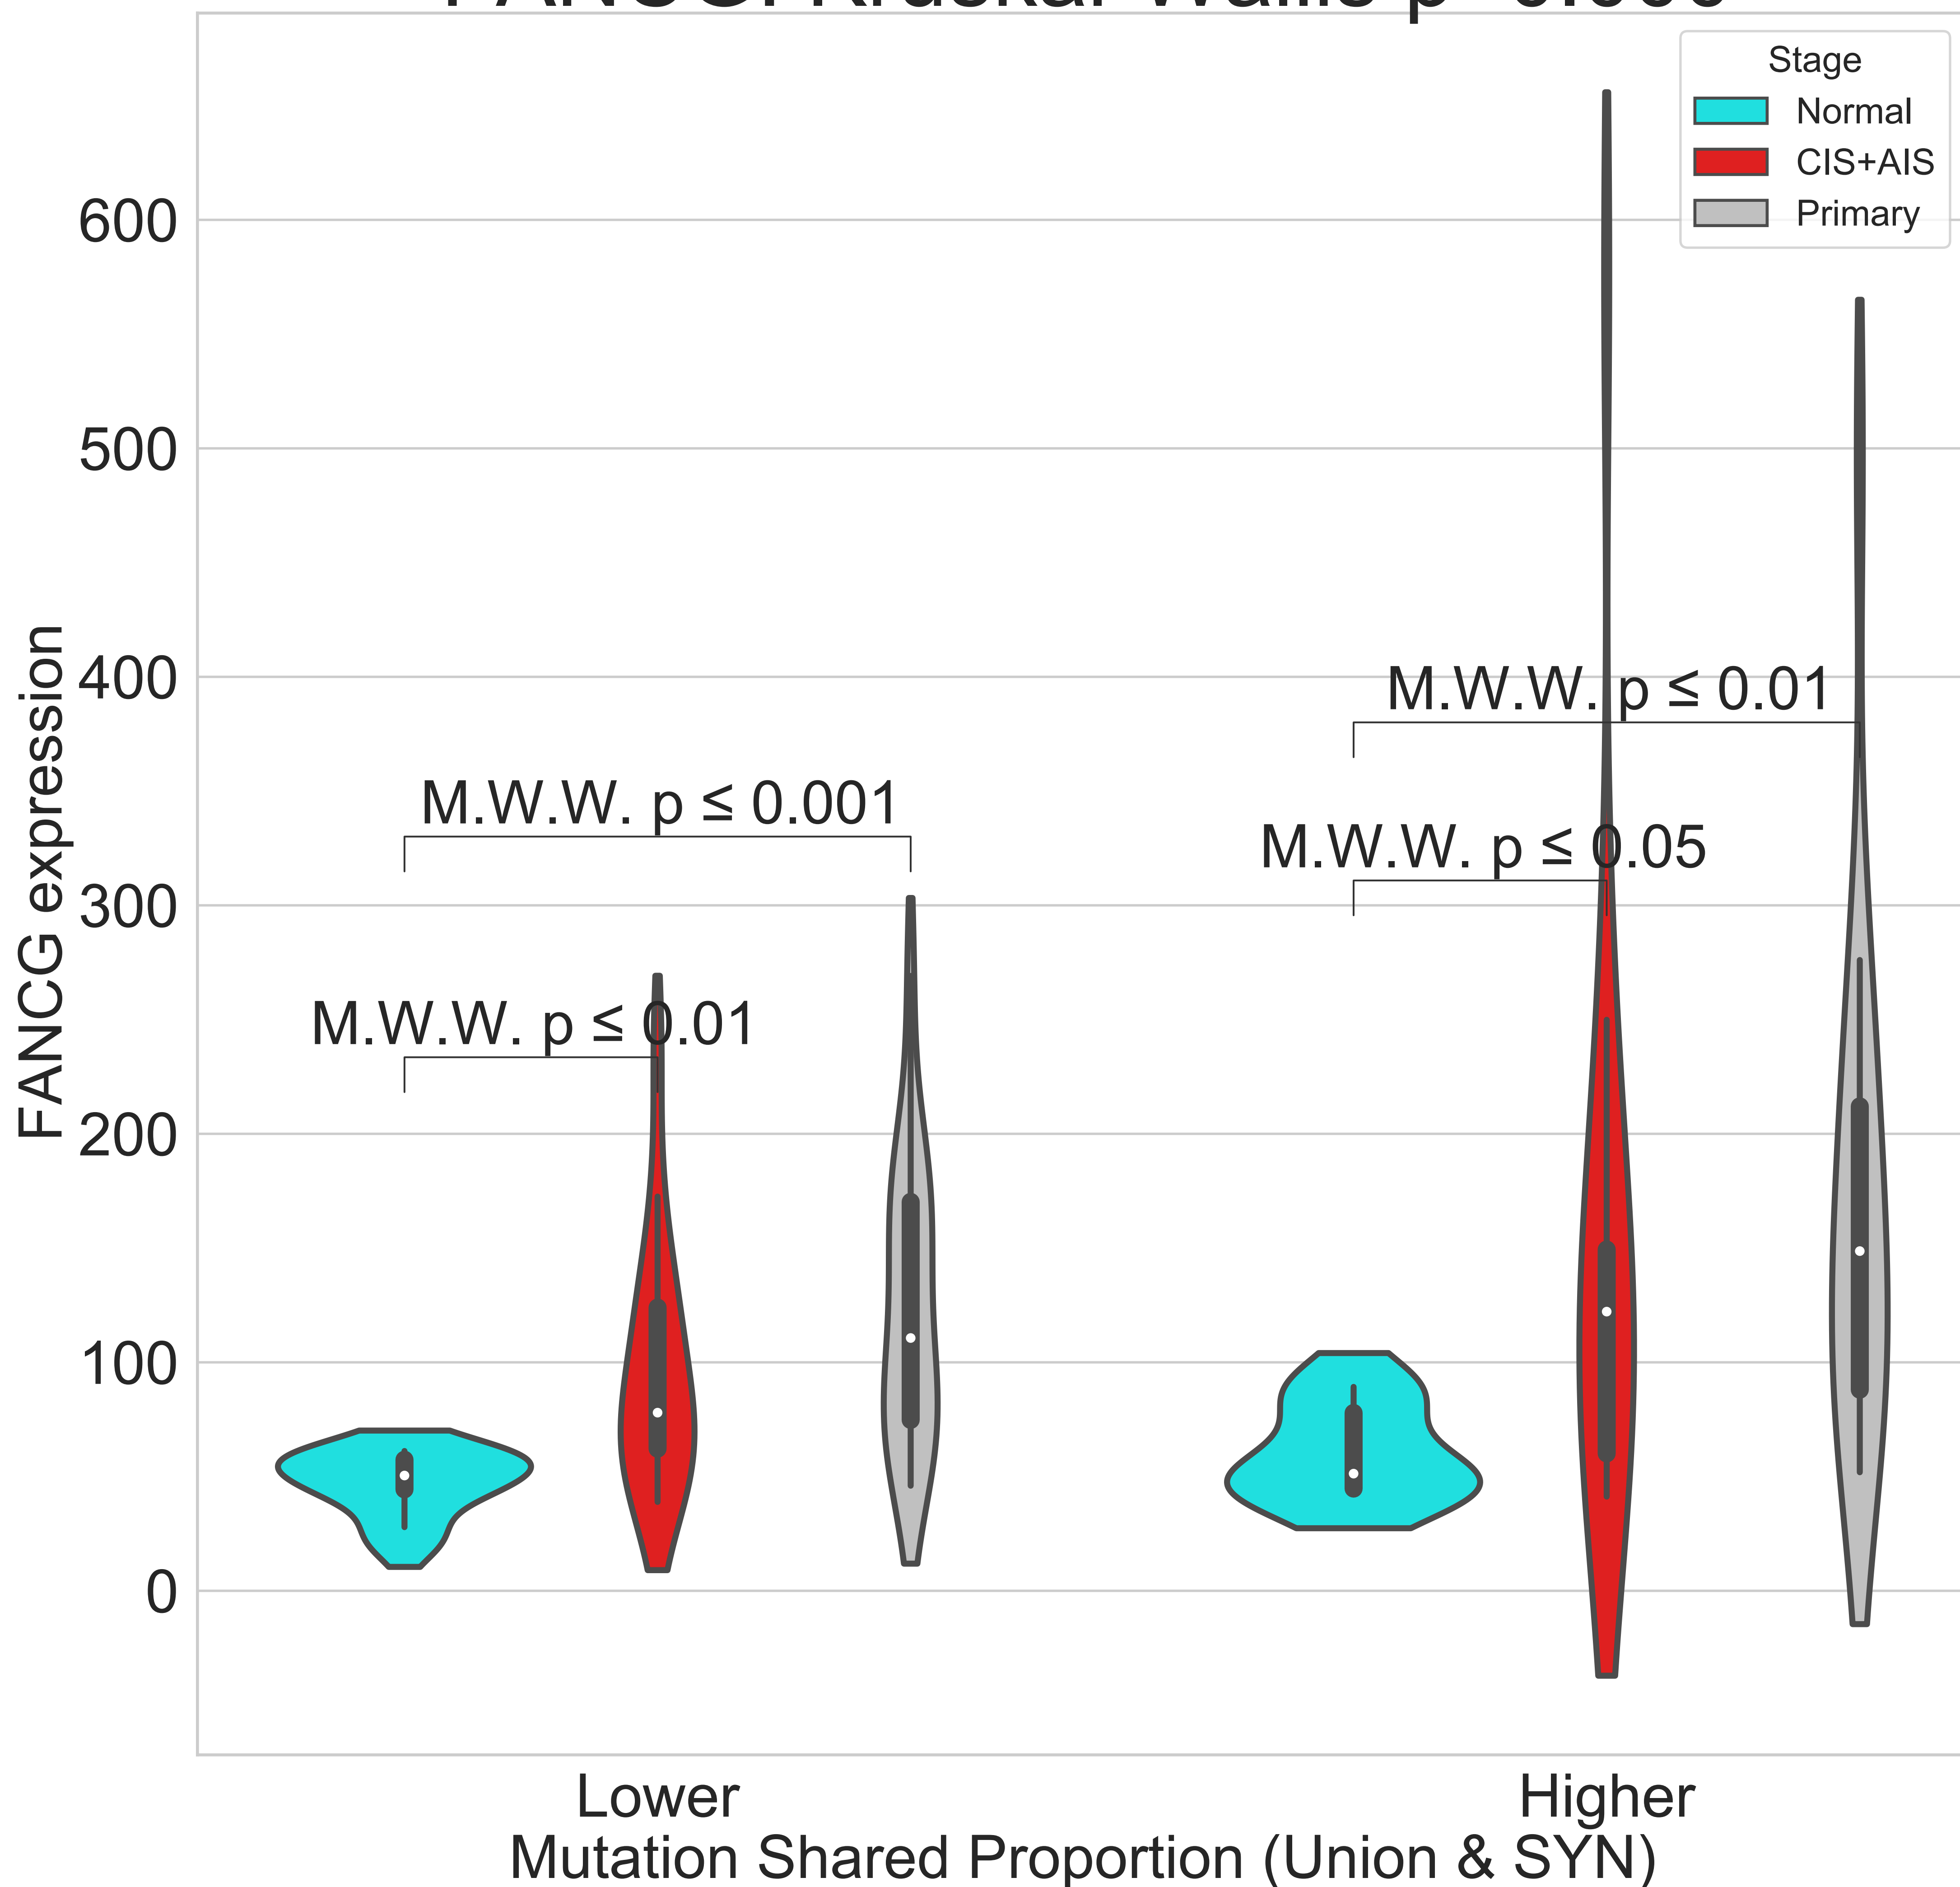 Stage
Normal
CIS+AIS
Primary
600
500
400
300
200
100
0
FANCG expression
M.W.W. p ≤ 0.01
M.W.W. p ≤ 0.001
M.W.W. p ≤ 0.05
M.W.W. p ≤ 0.01
Lower
Higher
Mutation Shared Proportion (Union & SYN)